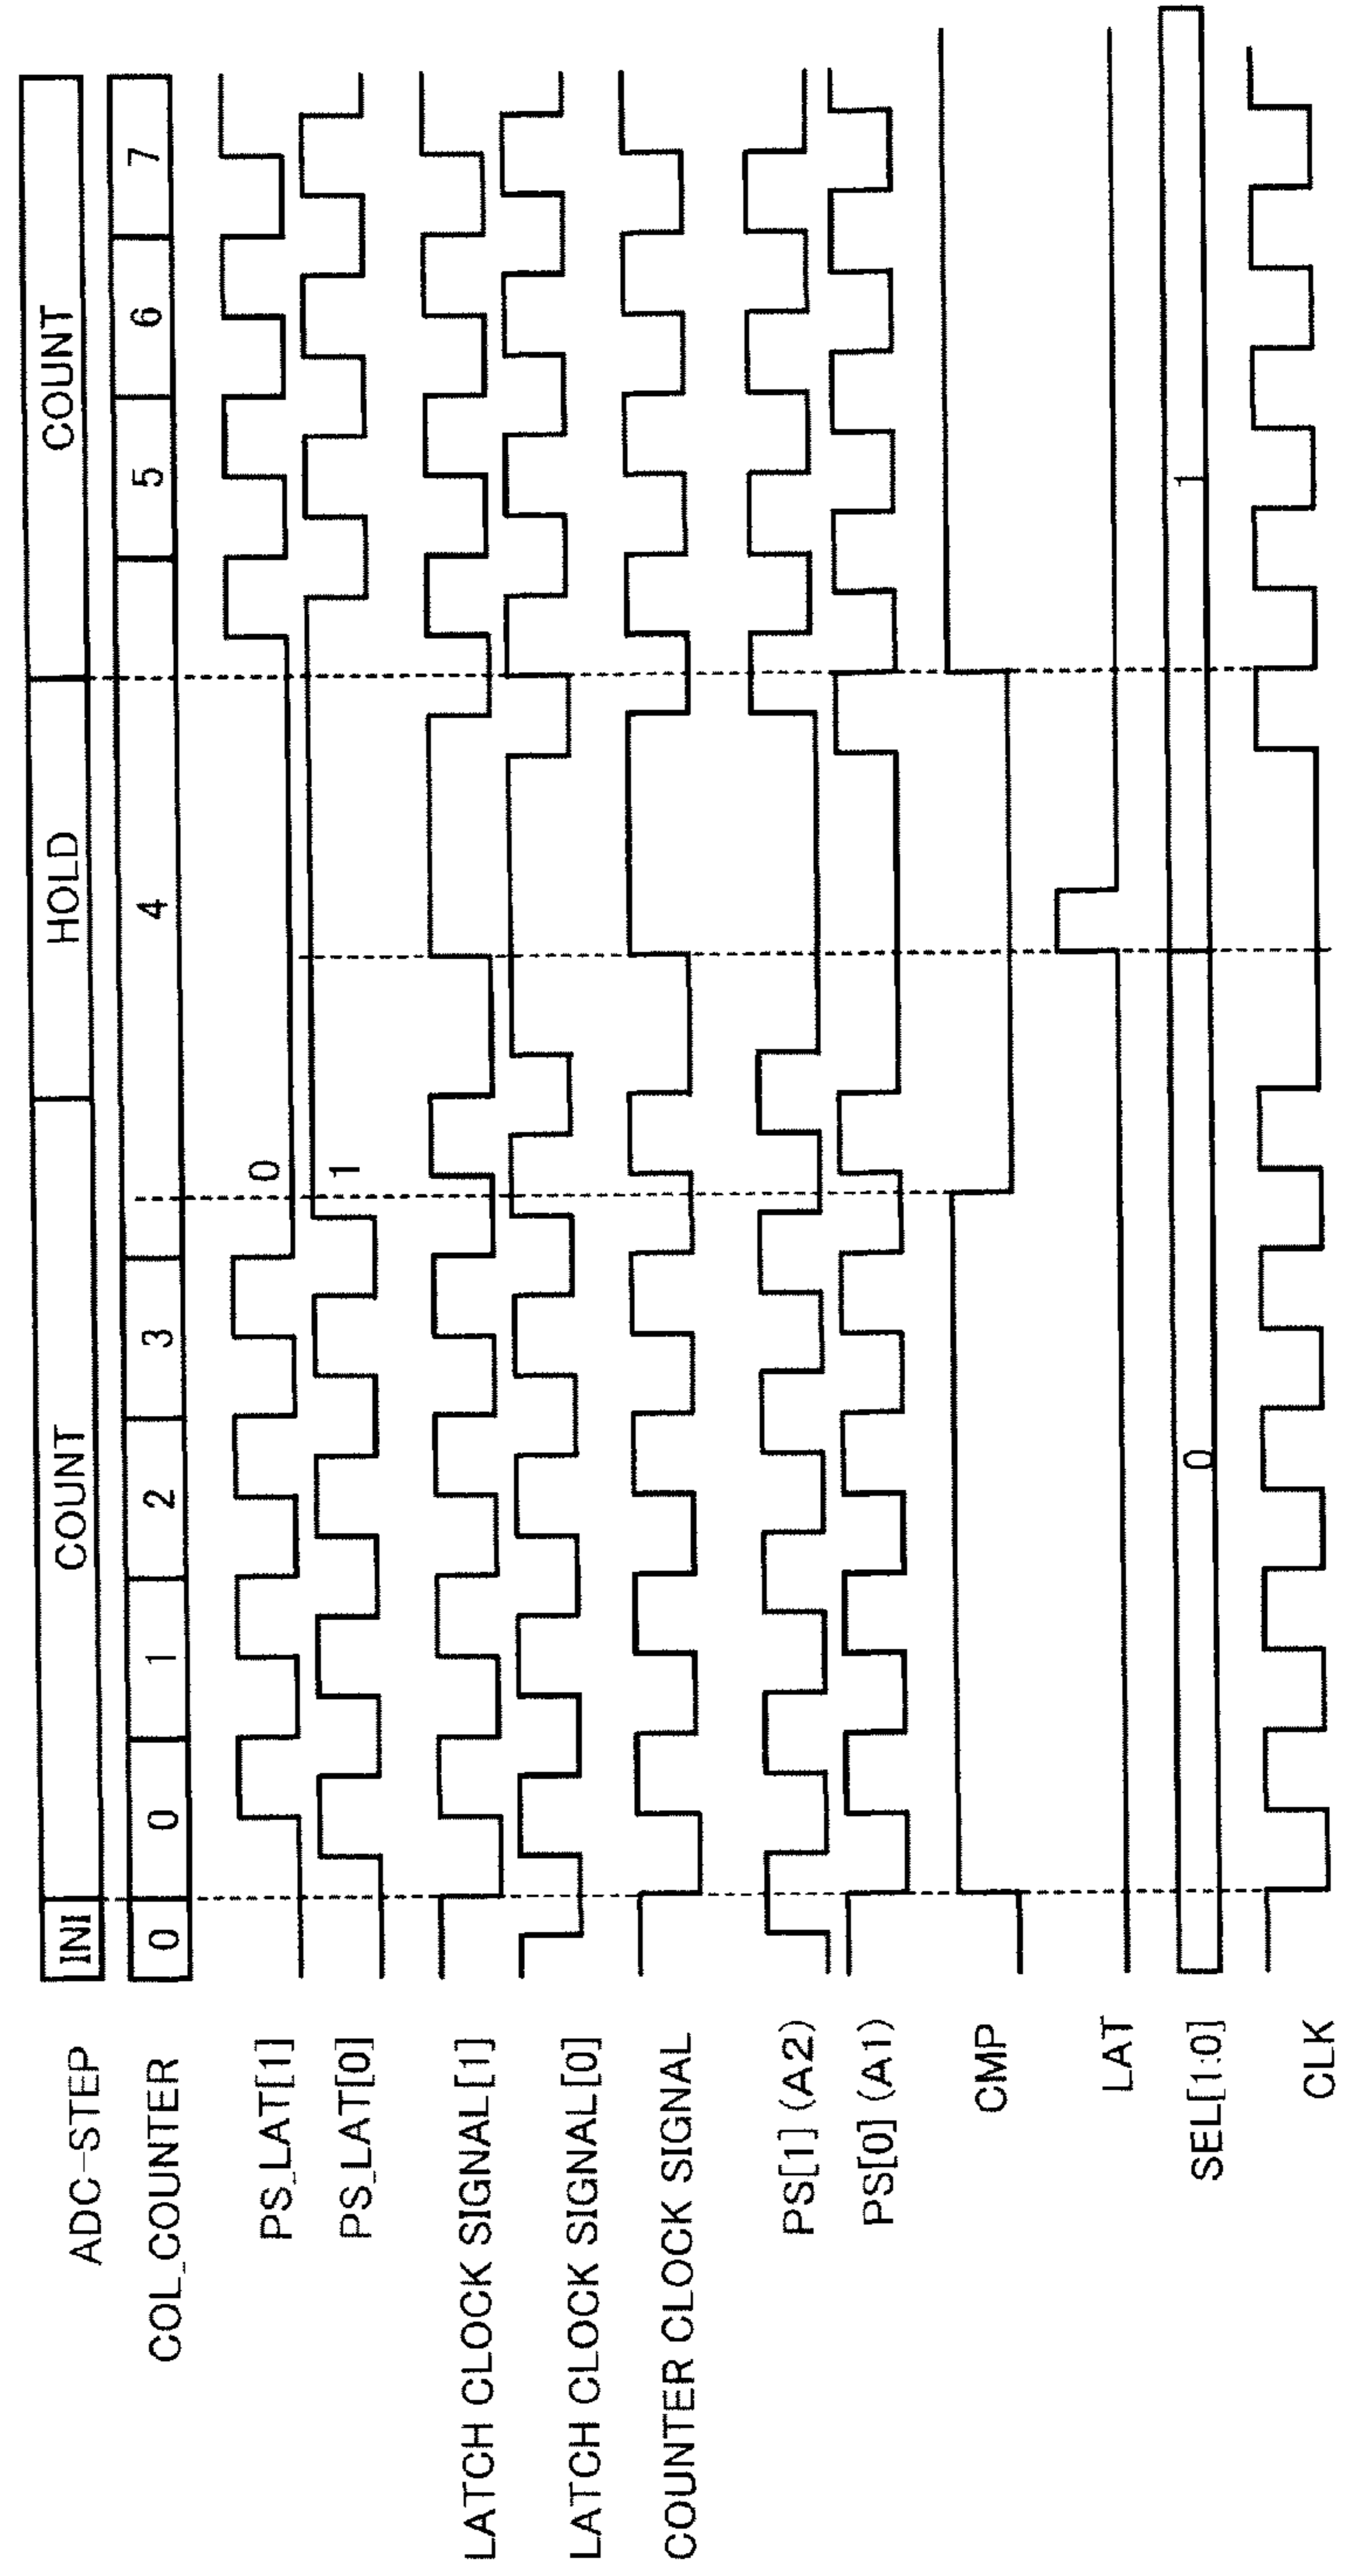 ADC-STEP INI COUNT HOLD COUNT
COL_COUNTER 0 0 1 2 3 4 5 6 7
PS_LAT[1] 0
PS_LAT[0] 1
LATCH CLOCK SIGNAL[1]
LATCH CLOCK SIGNAL[0]
COUNTER CLOCK SIGNAL
PS[1] (A2)
PS[0] (A1)
CMP
LAT
SEL[1:0] 0 1
CLK